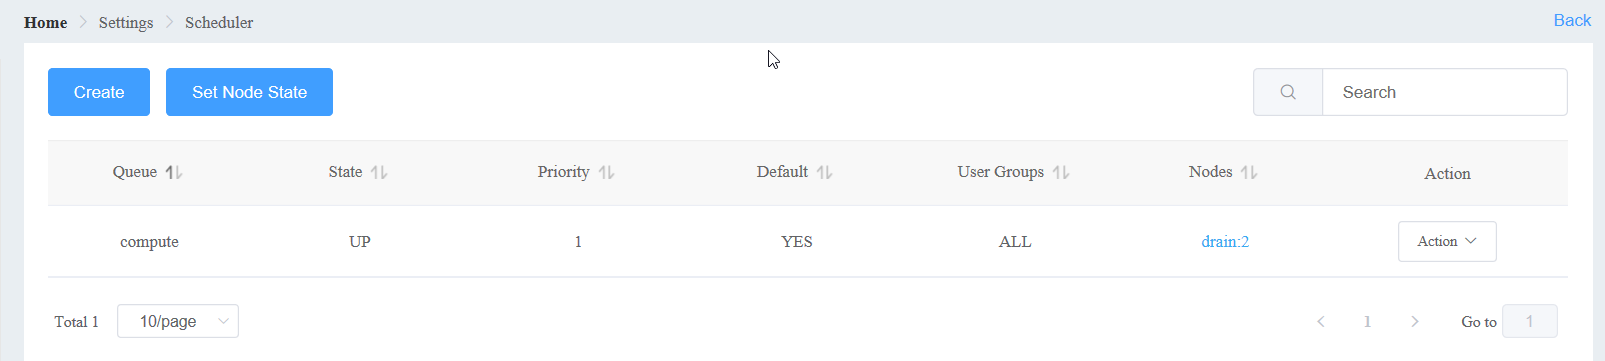 Home Settings Scheduler Back
Create Set Node State Search
Queue State Priority Default User Groups Nodes Action
compute UP 1 YES ALL drain:2 Action
Total 1 10/page 1 Go to 1